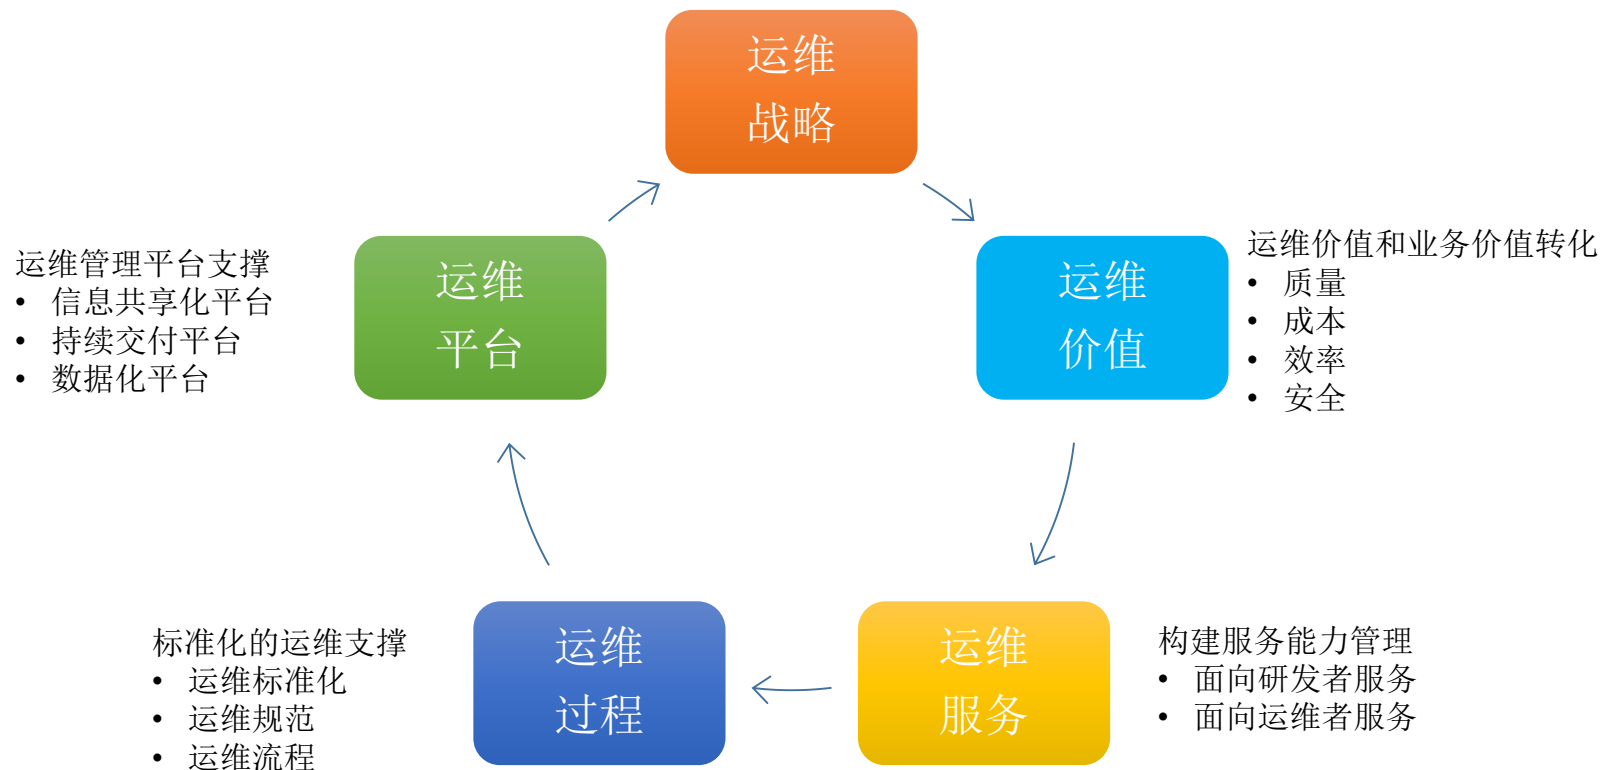 运维
战略
运维管理平台支撑
• 信息共享化平台
• 持续交付平台
• 数据化平台
运维
平台
运维
价值
运维价值和业务价值转化
• 质量
• 成本
• 效率
• 安全
标准化的运维支撑
• 运维标准化
• 运维规范
• 运维流程
运维
过程
运维
服务
构建服务能力管理
• 面向研发者服务
• 面向运维者服务